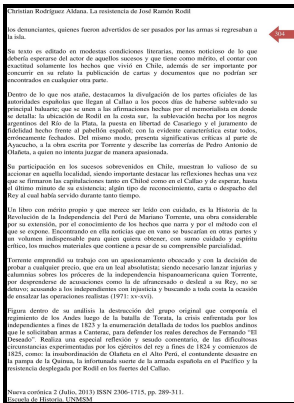 Christian Rodríguez Aldana. La resistencia de José Ramón Rodil
304
los denunciantes, quienes fueron advertidos de ser pasados por las armas si regresaban a
la isla.
Su texto es editado en modestas condiciones literarias, menos noticioso de lo que
debería esperarse del actor de aquellos sucesos y que tiene como mérito, el contar con
exactitud solamente los hechos que vivió en Chile, además de ser importante por
concurrir en su relato la publicación de cartas y documentos que no podrían ser
encontrados en cualquier otra parte.
Dentro de lo que nos atañe, destacamos la divulgación de los partes oficiales de las
autoridades españolas que llegan al Callao a los pocos días de haberse sublevado su
principal baluarte; que se unen a las afirmaciones hechas por el memorialista en donde
se detalla: la ubicación de Rodil en la costa sur, la sublevación hecha por los negros
argentinos del Río de la Plata, la puesta en libertad de Casariego y el juramento de
fidelidad hecho frente al pabellón español; con la evidente característica estar todos,
erróneamente fechados. Del mismo modo, presenta significativas críticas al parte de
Ayacucho, a la obra escrita por Torrente y describe las correrías de Pedro Antonio de
Olañeta, a quien no intenta juzgar de manera apasionada.
Su participación en los sucesos sobrevenidos en Chile, muestran lo valioso de su
accionar en aquella localidad, siendo importante destacar las reflexiones hechas una vez
que se firmaron las capitulaciones tanto en Chiloé como en el Callao y de esperar, hasta
el último minuto de su existencia; algún tipo de reconocimiento, carta o despacho del
Rey al cual había servido durante tanto tiempo.
Un libro con mérito propio y que merece ser leído con cuidado, es la Historia de la
Revolución de la Independencia del Perú de Mariano Torrente, una obra considerable
por su extensión, por el conocimiento de los hechos que narra y por el método con el
que se expone. Encontrando en ella noticias que en vano se buscarían en otras partes y
un volumen indispensable para quien quiera obtener, con sumo cuidado y espíritu
crítico, los muchos materiales que contiene a pesar de su comprensible parcialidad.
Torrente emprendió su trabajo con un apasionamiento obcecado y con la decisión de
probar a cualquier precio, que era un leal absolutista; siendo necesario lanzar injurias y
calumnias sobre los próceres de la independencia hispanoamericana quien Torrente,
por desprenderse de acusaciones como la de afrancesado o desleal a su Rey, no se
detuvo; acusando a los independientes con injusticia y buscando a toda costa la ocasión
de ensalzar las operaciones realistas (1971: xv-xvi).
Figura dentro de su análisis la destrucción del grupo original que componía el
regimiento de los Andes luego de la batalla de Torata, la crisis enfrentada por los
independientes a fines de 1823 y la enumeración detallada de todos los pueblos andinos
que le solicitaban armas a Canterac, para defender los reales derechos de Fernando “El
Deseado”. Realiza una especial reflexión y sesudo comentario, de las dificultosas
circunstancias experimentadas por los ejércitos del rey a fines de 1824 y comienzos de
1825, como: la insubordinación de Olañeta en el Alto Perú, el contundente desastre en
la pampa de la Quinua, la infortunada suerte de la armada española en el Pacífico y la
resistencia desplegada por Rodil en los fuertes del Callao.
Nueva corónica 2 (Julio, 2013) ISSN 2306-1715, pp. 289-311.
Escuela de Historia, UNMSM